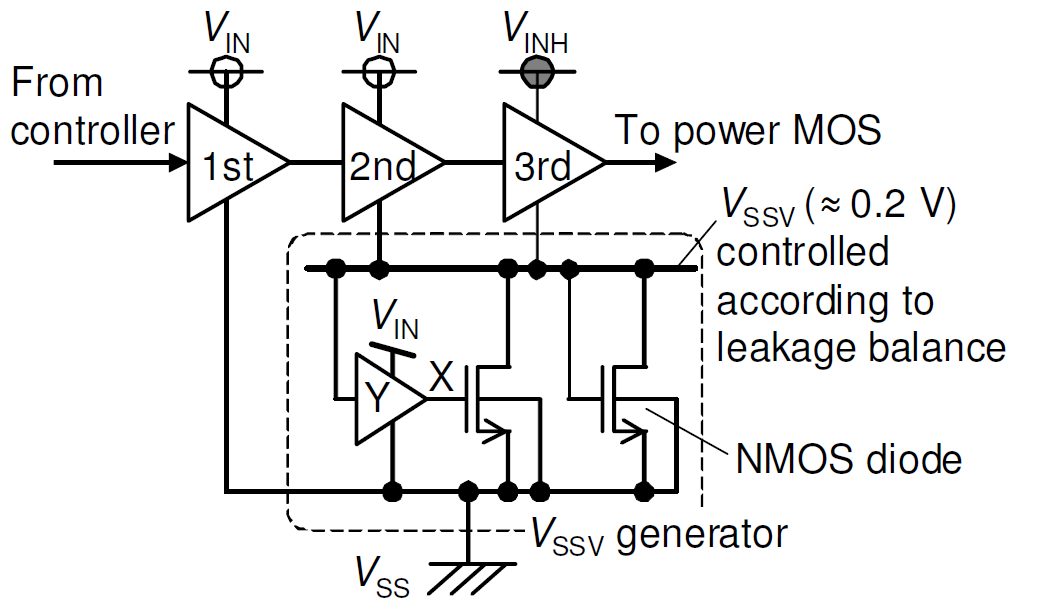 VIN VIN VINH
From
controller
1st 2nd 3rd
To power MOS
VSSV (≈ 0.2 V)
controlled
according to
leakage balance
VIN
Y X
NMOS diode
VSSV generator
VSS